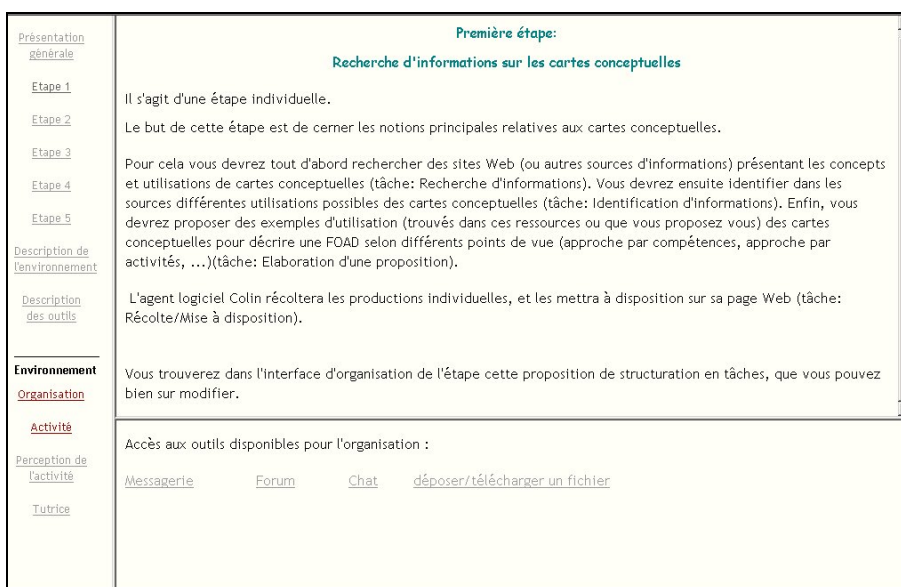 Présentation
générale
Etape 1
Etape 2
Etape 3
Etape 4
Etape 5
Description de
l'environnement
Description
des outils
Environnement
Organisation
Activité
Perception de
l'activité
Tutrice
Première étape:
Recherche d'informations sur les cartes conceptuelles
Il s'agit d'une étape individuelle.
Le but de cette étape est de cerner les notions principales relatives aux cartes conceptuelles.
Pour cela vous devrez tout d'abord rechercher des sites Web (ou autres sources d'informations) présentant les concepts
et utilisations de cartes conceptuelles (tâche: Recherche d'informations). Vous devrez ensuite identifier dans les
sources différentes utilisations possibles des cartes conceptuelles (tâche: Identification d'informations). Enfin, vous
devrez proposer des exemples d'utilisation (trouvés dans ces ressources ou que vous proposez vous) des cartes
conceptuelles pour décrire une FOAD selon différents points de vue (approche par compétences, approche par
activités, ...)(tâche: Elaboration d'une proposition).
L'agent logiciel Colin récoltera les productions individuelles, et les mettra à disposition sur sa page Web (tâche:
Récolte/Mise à disposition).
Vous trouverez dans l'interface d'organisation de l'étape cette proposition de structuration en tâches, que vous pouvez
bien sur modifier.
Accès aux outils disponibles pour l'organisation :
Messagerie Forum Chat déposer/télécharger un fichier